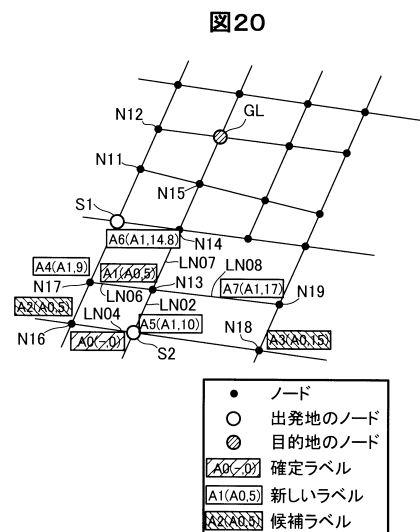 図20
N12
GL
N11
N15
S1
A6(A1,14.8)
N14
LN07
A4(A1,9)
A1(A0,5)
LN08
N17
N13
A7(A1,17)
LN06
N19
A2(A0,5)
LN02
LN04
A5(A1,10)
N18
N16
A0(-,0)
A3(A0,15)
S2
ノード
出発地のノード
目的地のノード
A0(-,0) 確定ラベル
A1(A0,5) 新しいラベル
A2(A0,5) 候補ラベル